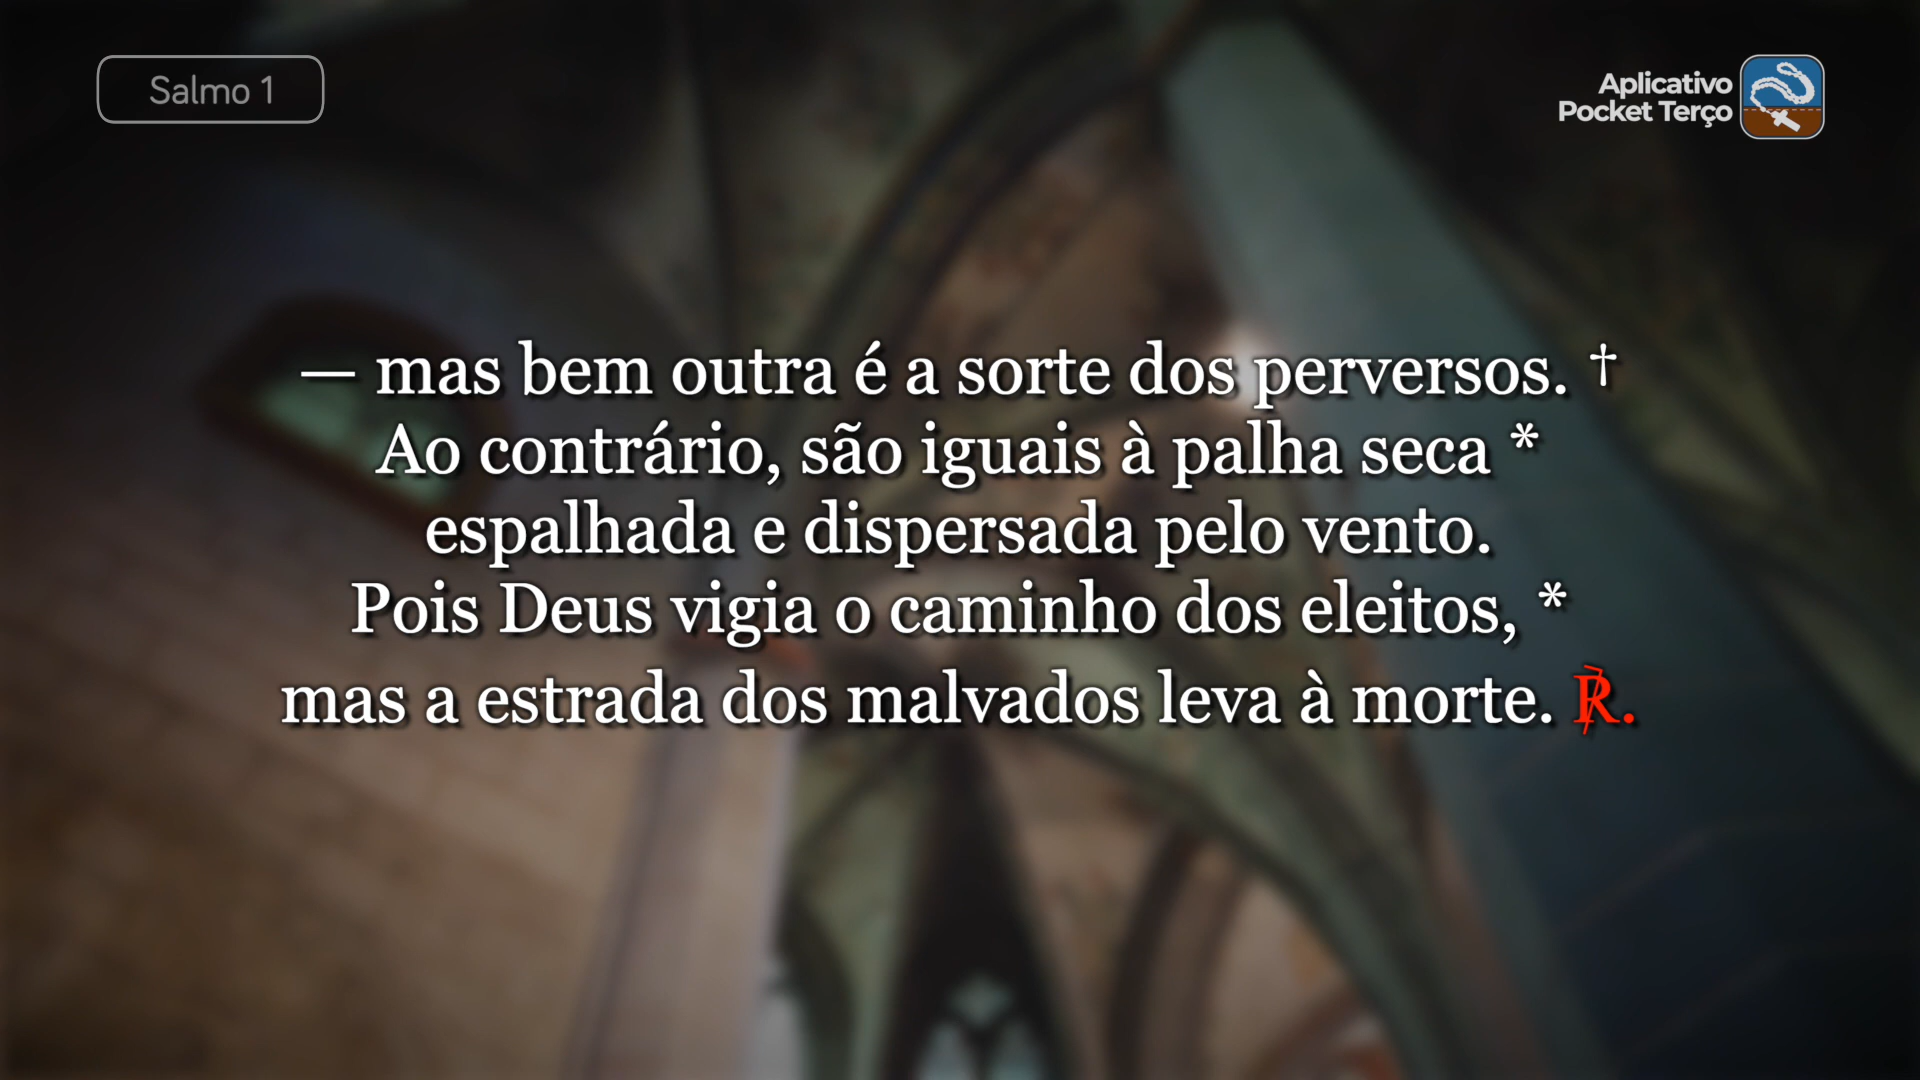 Salmo 1
Aplicativo
Pocket Terço
— mas bem outra é a sorte dos perversos. †
Ao contrário, são iguais à palha seca *
espalhada e dispersada pelo vento.
Pois Deus vigia o caminho dos eleitos, *
mas a estrada dos malvados leva à morte. ℟.